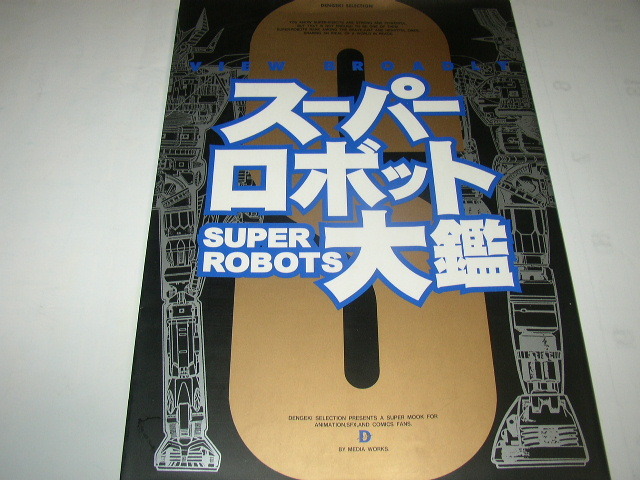 DENGEKI SELECTION
VIEW BROADLY
スーパー
ロボット
SUPER
ROBOTS
大鑑
DENGEKI SELECTION PRESENTS A SUPER MOOK FOR
ANIMATION,SFX,AND COMICS FANS.
D
BY MEDIA WORKS.